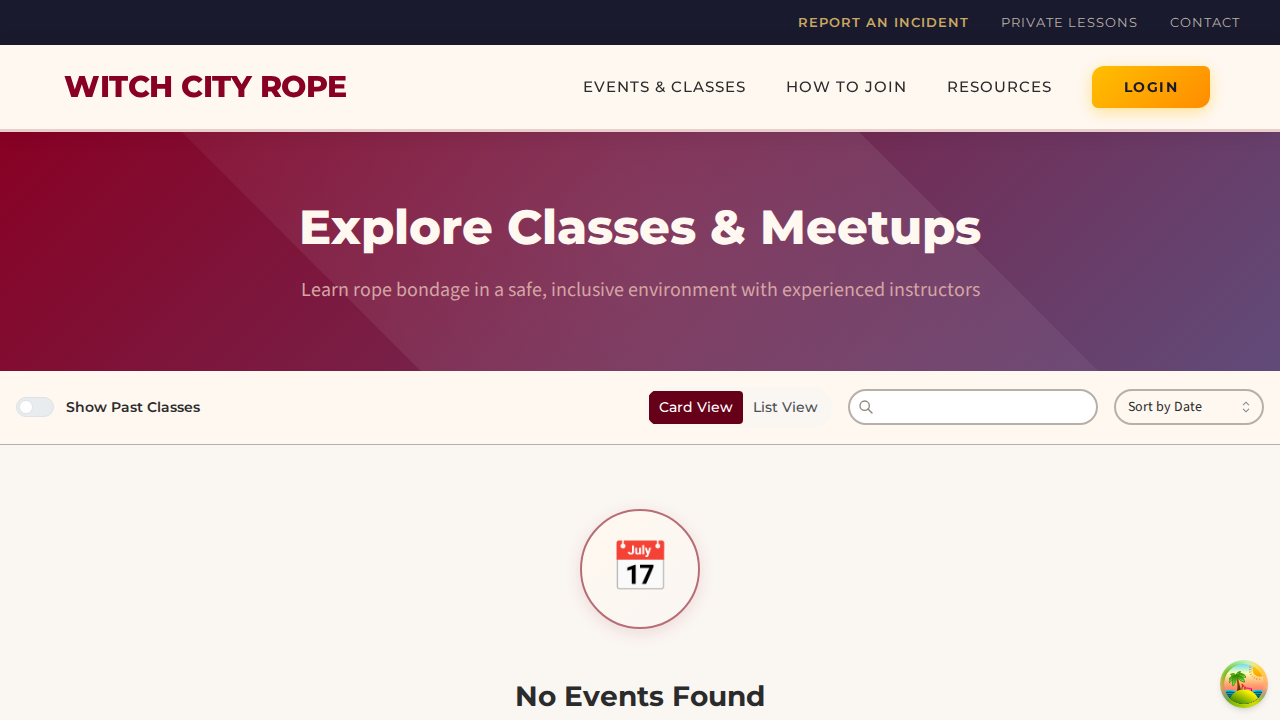 REPORT AN INCIDENT PRIVATE LESSONS CONTACT
WITCH CITY ROPE EVENTS & CLASSES HOW TO JOIN RESOURCES LOGIN
Explore Classes & Meetups
Learn rope bondage in a safe, inclusive environment with experienced instructors
Show Past Classes Card View List View Sort by Date
July
17
No Events Found